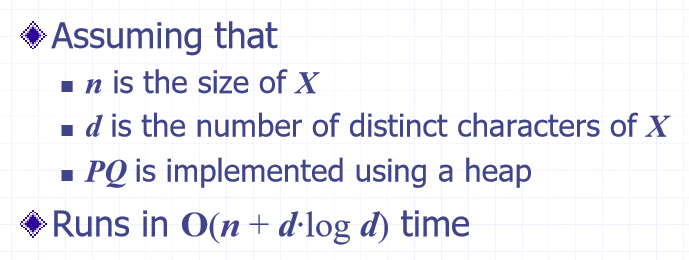 Assuming that
n is the size of X
d is the number of distinct characters of X
PQ is implemented using a heap
Runs in O(n + d·log d) time